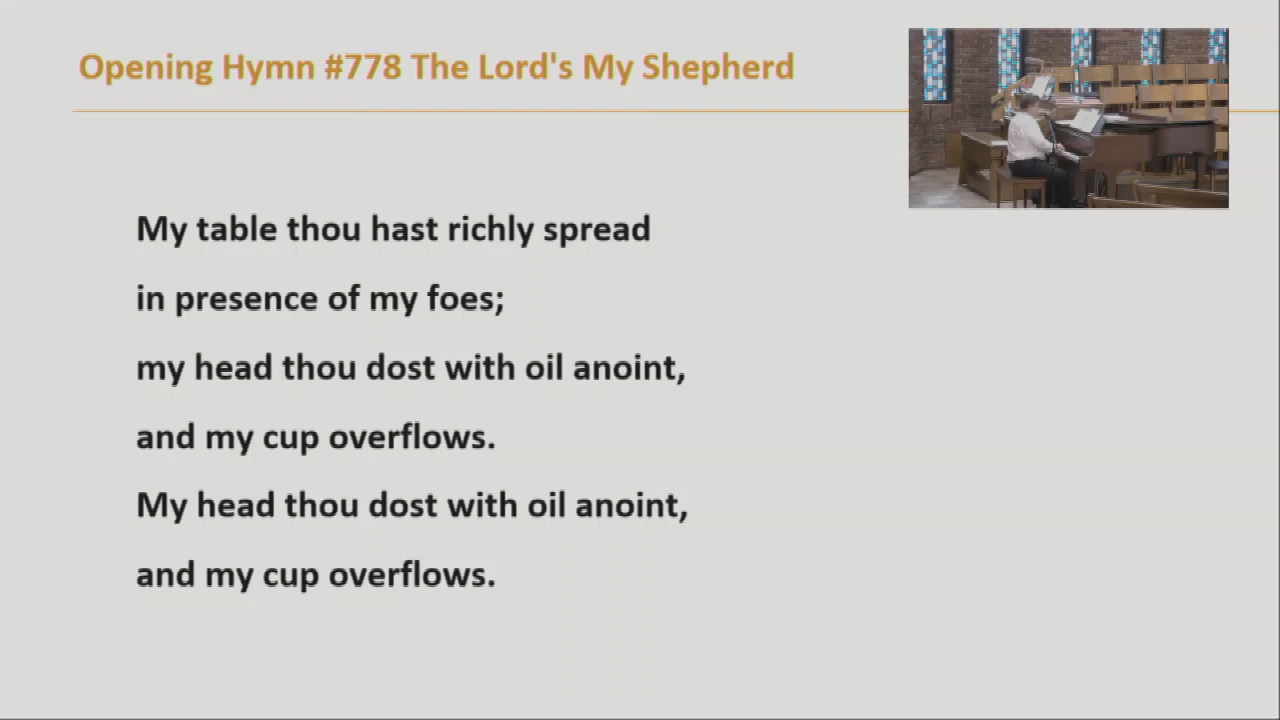 Opening Hymn #778 The Lord's My Shepherd
My table thou hast richly spread
in presence of my foes;
my head thou dost with oil anoint,
and my cup overflows.
My head thou dost with oil anoint,
and my cup overflows.